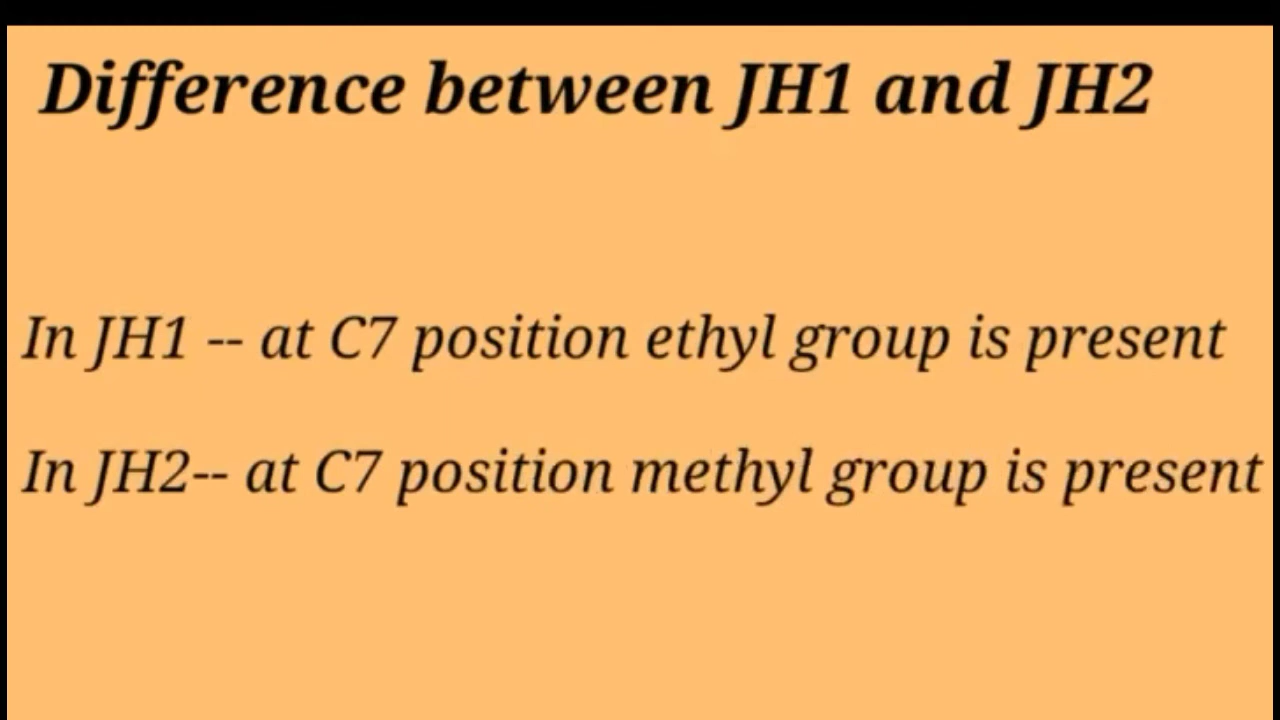 Difference between JH1 and JH2
In JH1 -- at C7 position ethyl group is present
In JH2-- at C7 position methyl group is present